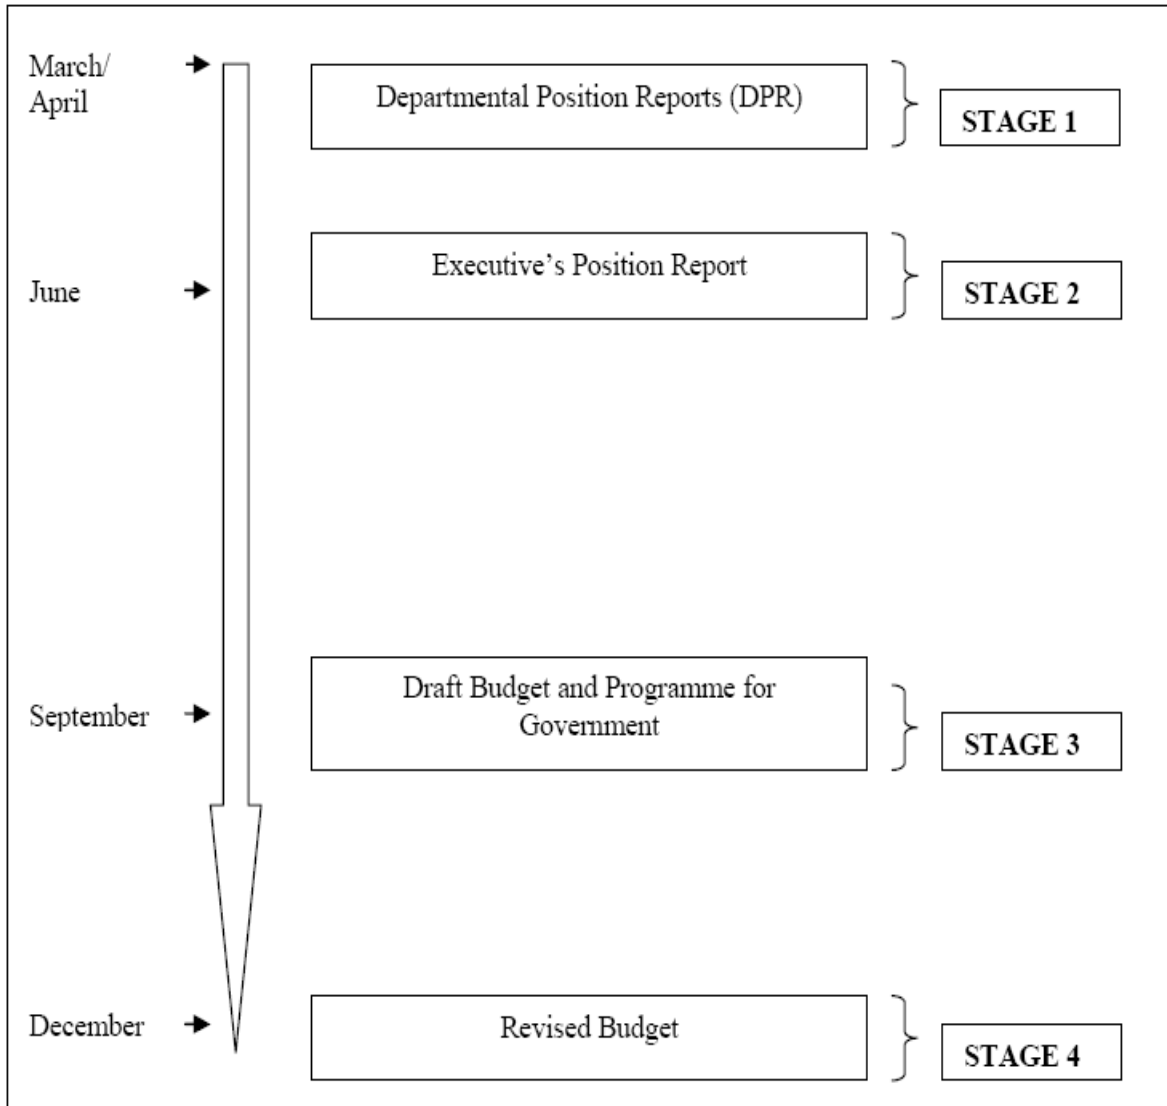 March/
April
Departmental Position Reports (DPR)
STAGE 1
June
Executive’s Position Report
STAGE 2
September
Draft Budget and Programme for
Government
STAGE 3
December
Revised Budget
STAGE 4